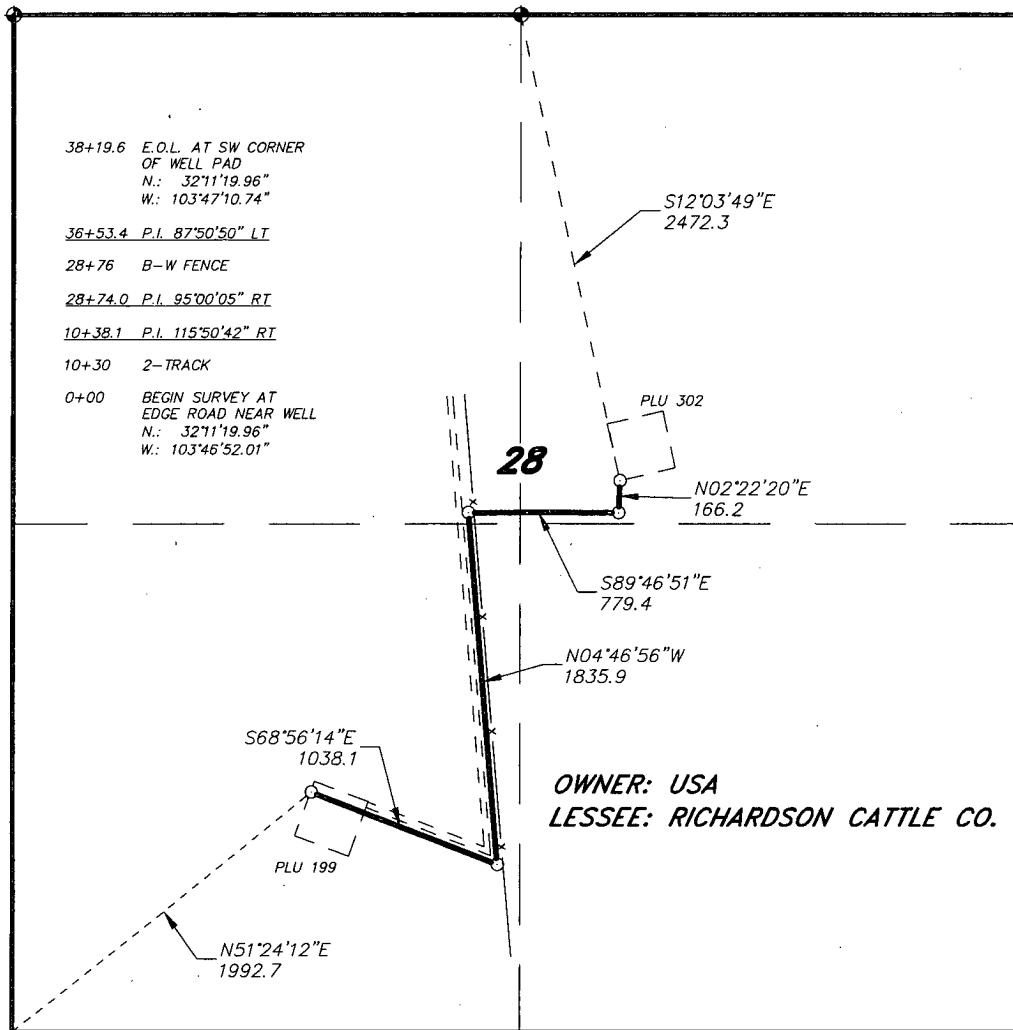 38+19.6 E.O.L. AT SW CORNER
OF WELL PAD
N.: 32°11'19.96"
W.: 103°47'10.74"
36+53.4 P.I. 87°50'50" LT
28+76 B-W FENCE
28+74.0 P.I. 95°00'05" RT
10+38.1 P.I. 115°50'42" RT
10+30 2-TRACK
0+00 BEGIN SURVEY AT
EDGE ROAD NEAR WELL
N.: 32°11'19.96"
W.: 103°46'52.01"
S12°03'49"E
2472.3
PLU 302
28
N02°22'20"E
166.2
S89°46'51"E
779.4
N04°46'56"W
1835.9
S68°56'14"E
1038.1
OWNER: USA
LESSEE: RICHARDSON CATTLE CO.
PLU 199
N51°24'12"E
1992.7